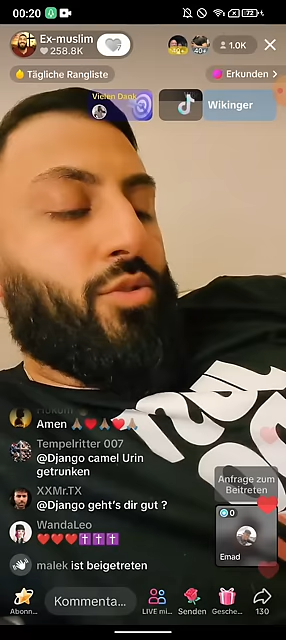 00:20
72
Ex-muslim
258.8K
40+
40+
1.0K
Tägliche Rangliste
Erkunden >
Vielen Dank
Wikinger
Amen 🙏🏽♥️🙏🏽♥️🙏🏽
Tempelritter 007
@Django camel Urin
getrunken
XXMr.TX
@Django geht's dir gut ?
WandaLeo
❤️❤️❤️✝️✝️✝️
malek ist beigetreten
Anfrage zum
Beitreten
0
Emad
Abonn...
Kommenta...
LIVE mi...
Senden
Gesche...
130